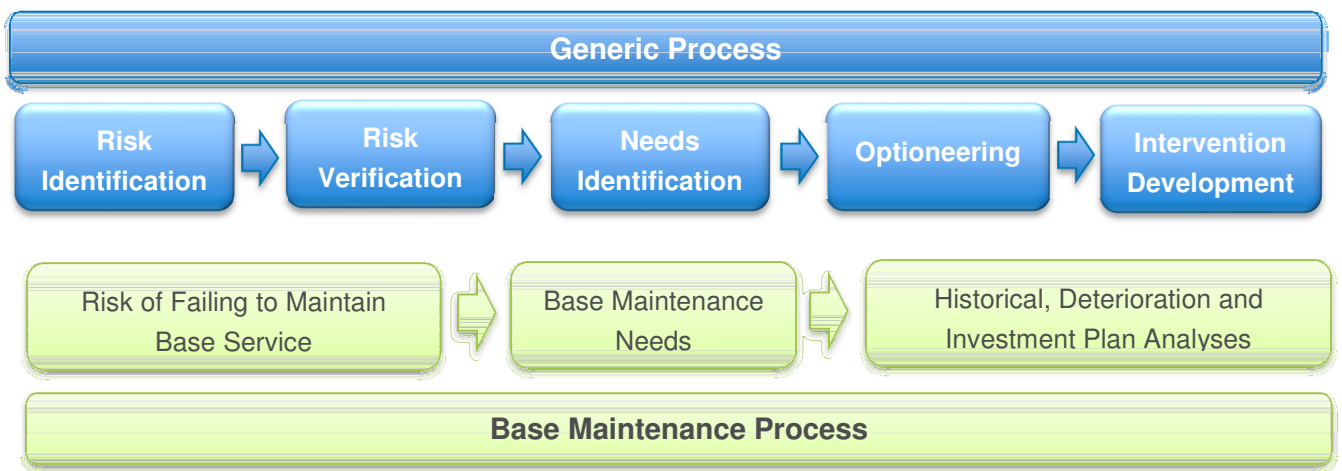 Generic Process
Risk
Identification
Risk
Verification
Needs
Identification
Optioneering
Intervention
Development
Risk of Failing to Maintain
Base Service
Base Maintenance
Needs
Historical, Deterioration and
Investment Plan Analyses
Base Maintenance Process